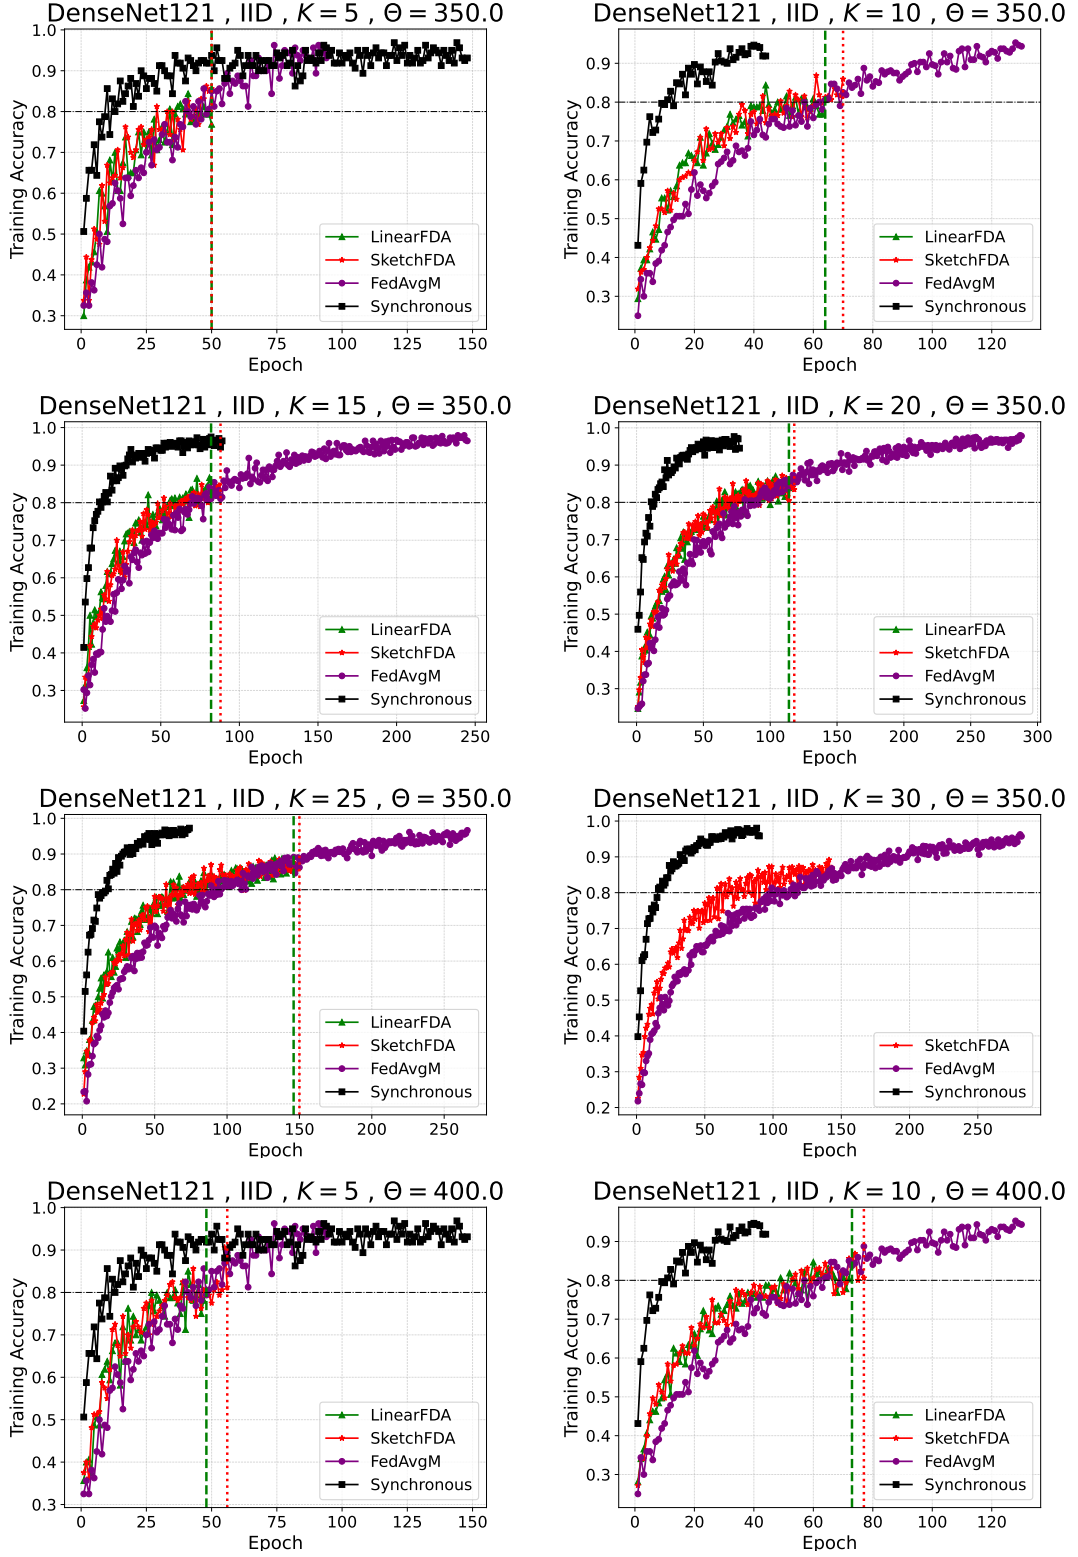 DenseNet121 , IID , K = 5 , Θ = 350.0
1.0
0.9
0.8
0.7
0.6
0.5
0.4
0.3
Training Accuracy
LinearFDA
SketchFDA
FedAvgM
Synchronous
0 25 50 75 100 125 150
Epoch
DenseNet121 , IID , K = 10 , Θ = 350.0
0.9
0.8
0.7
0.6
0.5
0.4
0.3
Training Accuracy
LinearFDA
SketchFDA
FedAvgM
Synchronous
0 20 40 60 80 100 120
Epoch
DenseNet121 , IID , K = 15 , Θ = 350.0
1.0
0.9
0.8
0.7
0.6
0.5
0.4
0.3
Training Accuracy
LinearFDA
SketchFDA
FedAvgM
Synchronous
0 50 100 150 200 250
Epoch
DenseNet121 , IID , K = 20 , Θ = 350.0
1.0
0.9
0.8
0.7
0.6
0.5
0.4
0.3
Training Accuracy
LinearFDA
SketchFDA
FedAvgM
Synchronous
0 50 100 150 200 250 300
Epoch
DenseNet121 , IID , K = 25 , Θ = 350.0
1.0
0.9
0.8
0.7
0.6
0.5
0.4
0.3
0.2
Training Accuracy
LinearFDA
SketchFDA
FedAvgM
Synchronous
0 50 100 150 200 250
Epoch
DenseNet121 , IID , K = 30 , Θ = 350.0
1.0
0.9
0.8
0.7
0.6
0.5
0.4
0.3
0.2
Training Accuracy
SketchFDA
FedAvgM
Synchronous
0 50 100 150 200 250
Epoch
DenseNet121 , IID , K = 5 , Θ = 400.0
1.0
0.9
0.8
0.7
0.6
0.5
0.4
0.3
Training Accuracy
LinearFDA
SketchFDA
FedAvgM
Synchronous
0 25 50 75 100 125 150
Epoch
DenseNet121 , IID , K = 10 , Θ = 400.0
0.9
0.8
0.7
0.6
0.5
0.4
0.3
Training Accuracy
LinearFDA
SketchFDA
FedAvgM
Synchronous
0 20 40 60 80 100 120
Epoch